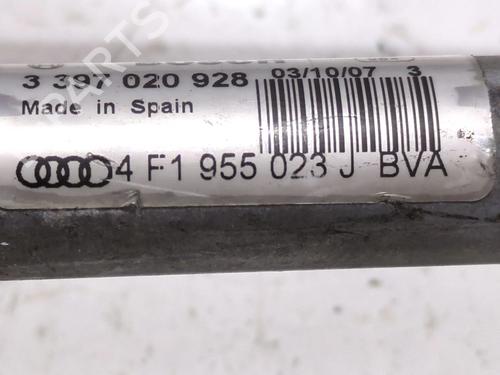 3 397 020 928
03/10/07 3
Made in Spain
4 F1 955 023 J BVA